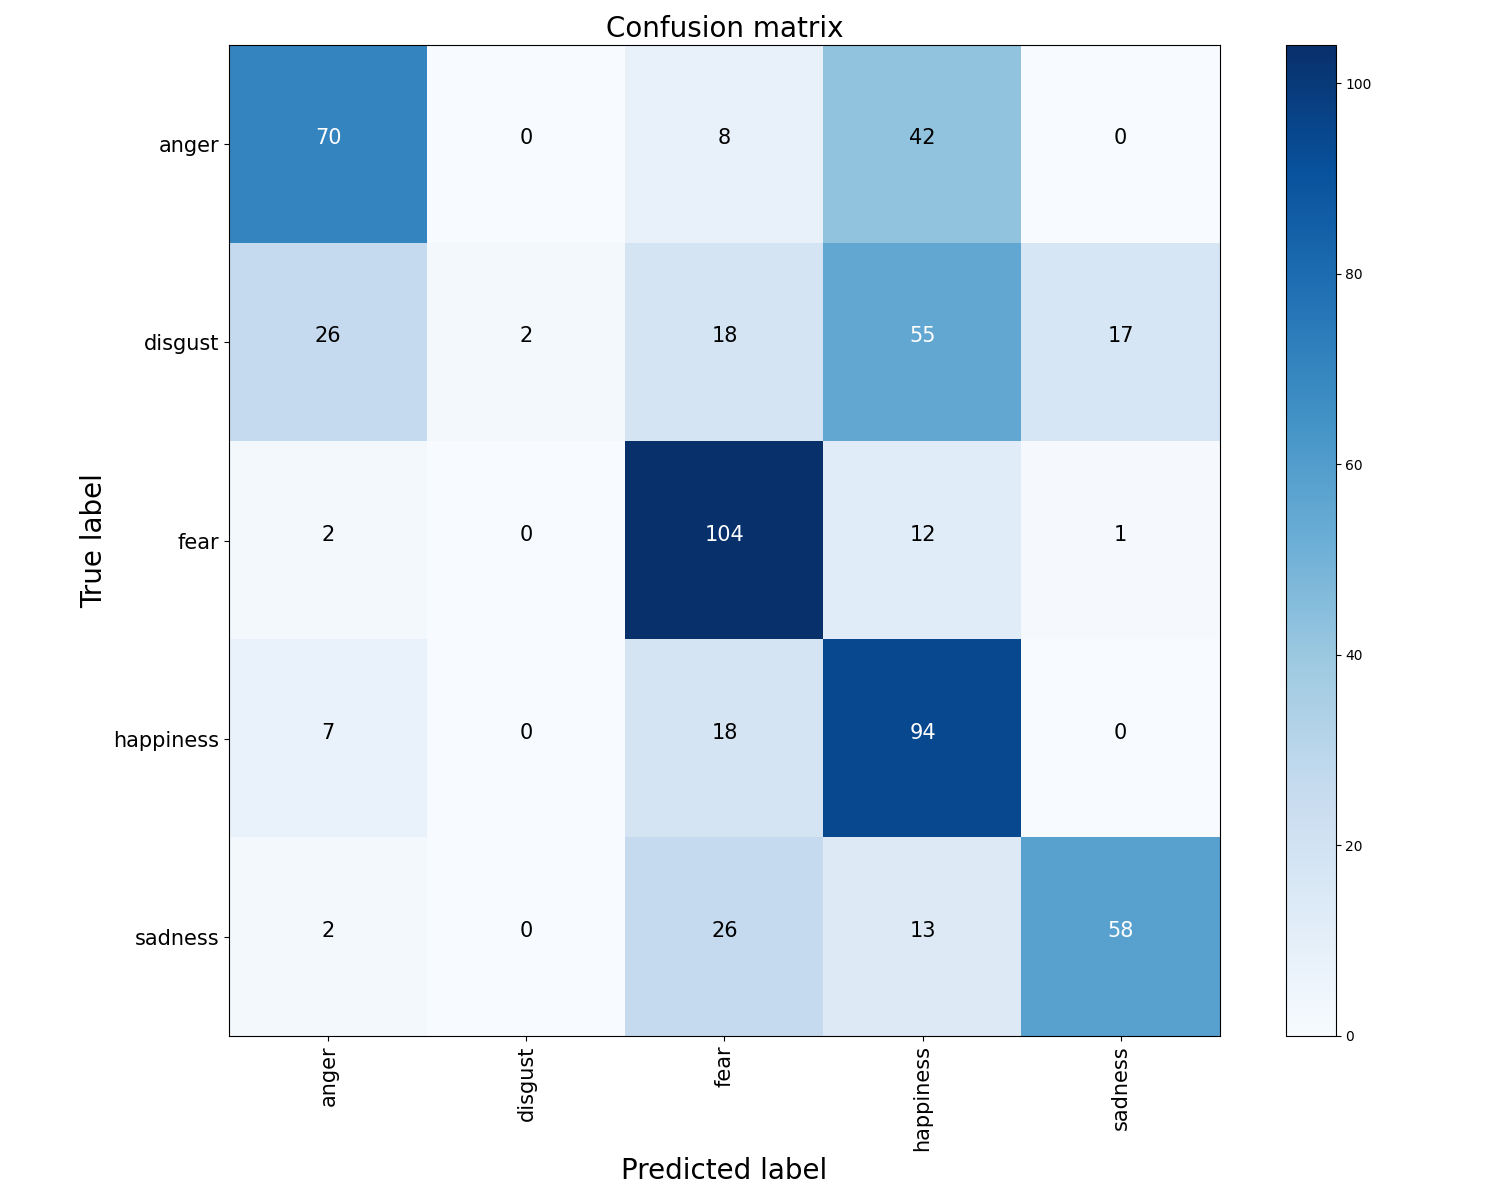 Confusion matrix
anger 70 0 8 42 0
disgust 26 2 18 55 17
fear 2 0 104 12 1
happiness 7 0 18 94 0
sadness 2 0 26 13 58
anger disgust fear happiness sadness
True label
Predicted label
100
80
60
40
20
0